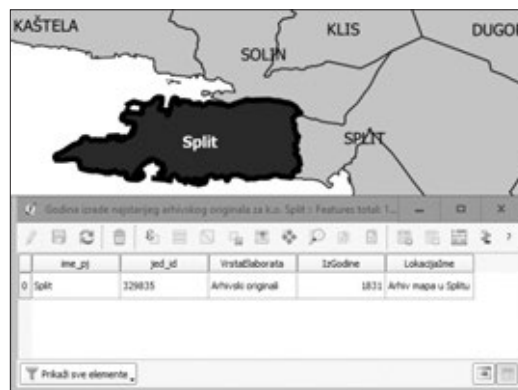 KAŠTELA
KLIS
DUGO
SOLIN
Split
SPLIT
Godina izrade najstarijeg arhivskog originala za k.o. Split :: Features total: 1...
ime_pj jed_id VrstaElaborata IzGodine LokacijaIme
0 Split 329835 Arhivski originali 1831 Arhiv mapa u Splitu
Prikaži sve elemente